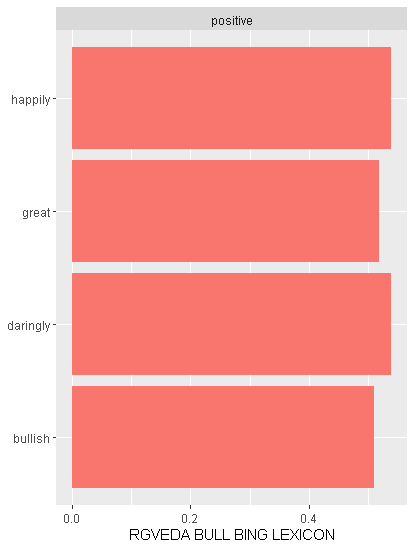 positive
happily
great
daringly
bullish
0.0 0.2 0.4
RGVEDA BULL BING LEXICON